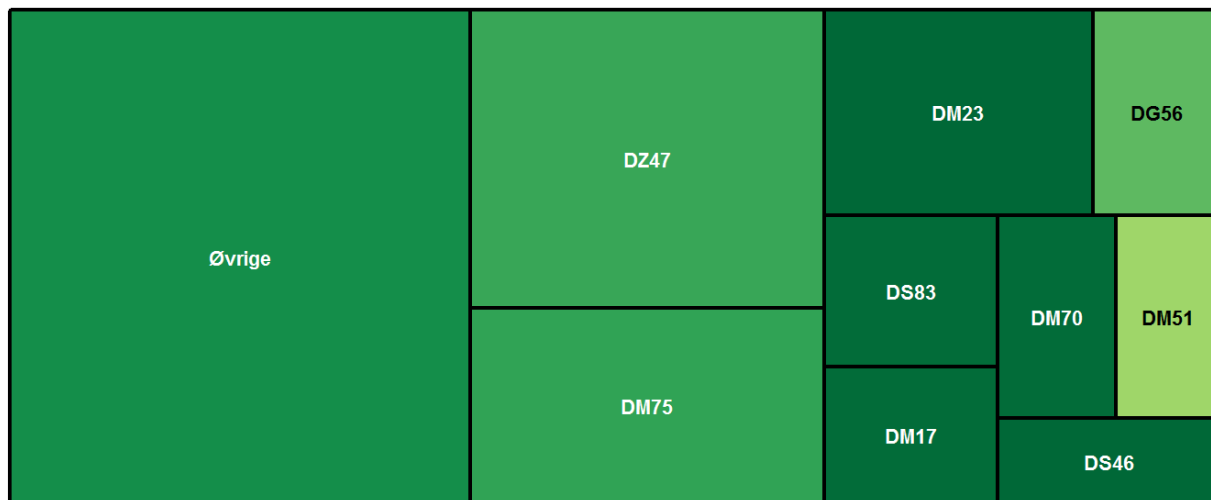 Øvrige
DZ47
DM75
DM23
DG56
DS83
DM17
DM70
DM51
DS46